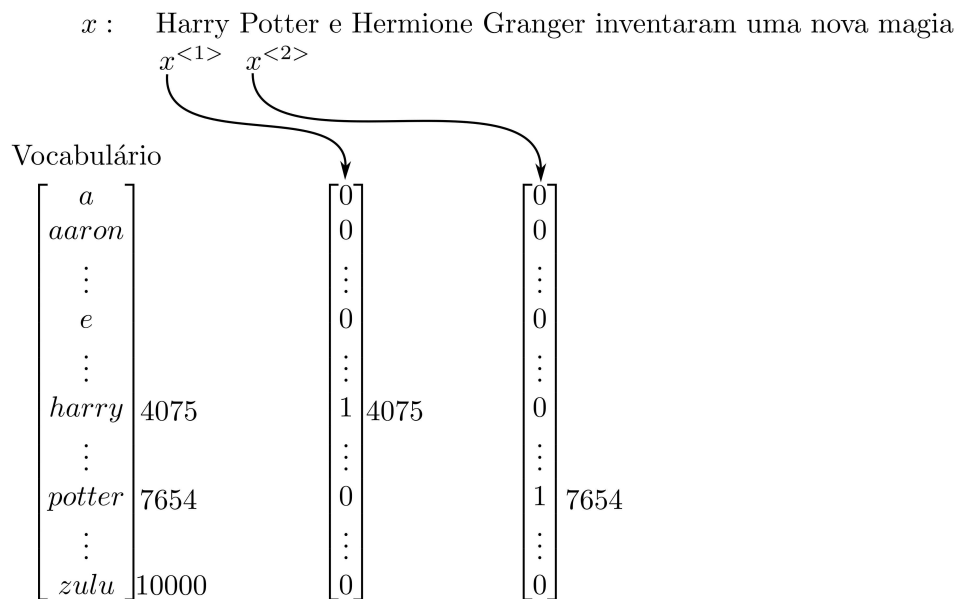 x : Harry Potter e Hermione Granger inventaram uma nova magia
x<1> x<2>
Vocabulário
a 0 0
aaron 0 0
⋮ ⋮ ⋮
e 0 0
⋮ ⋮ ⋮
harry 4075 1 4075 0
⋮ ⋮ ⋮
potter 7654 0 1 7654
⋮ ⋮ ⋮
zulu 10000 0 0